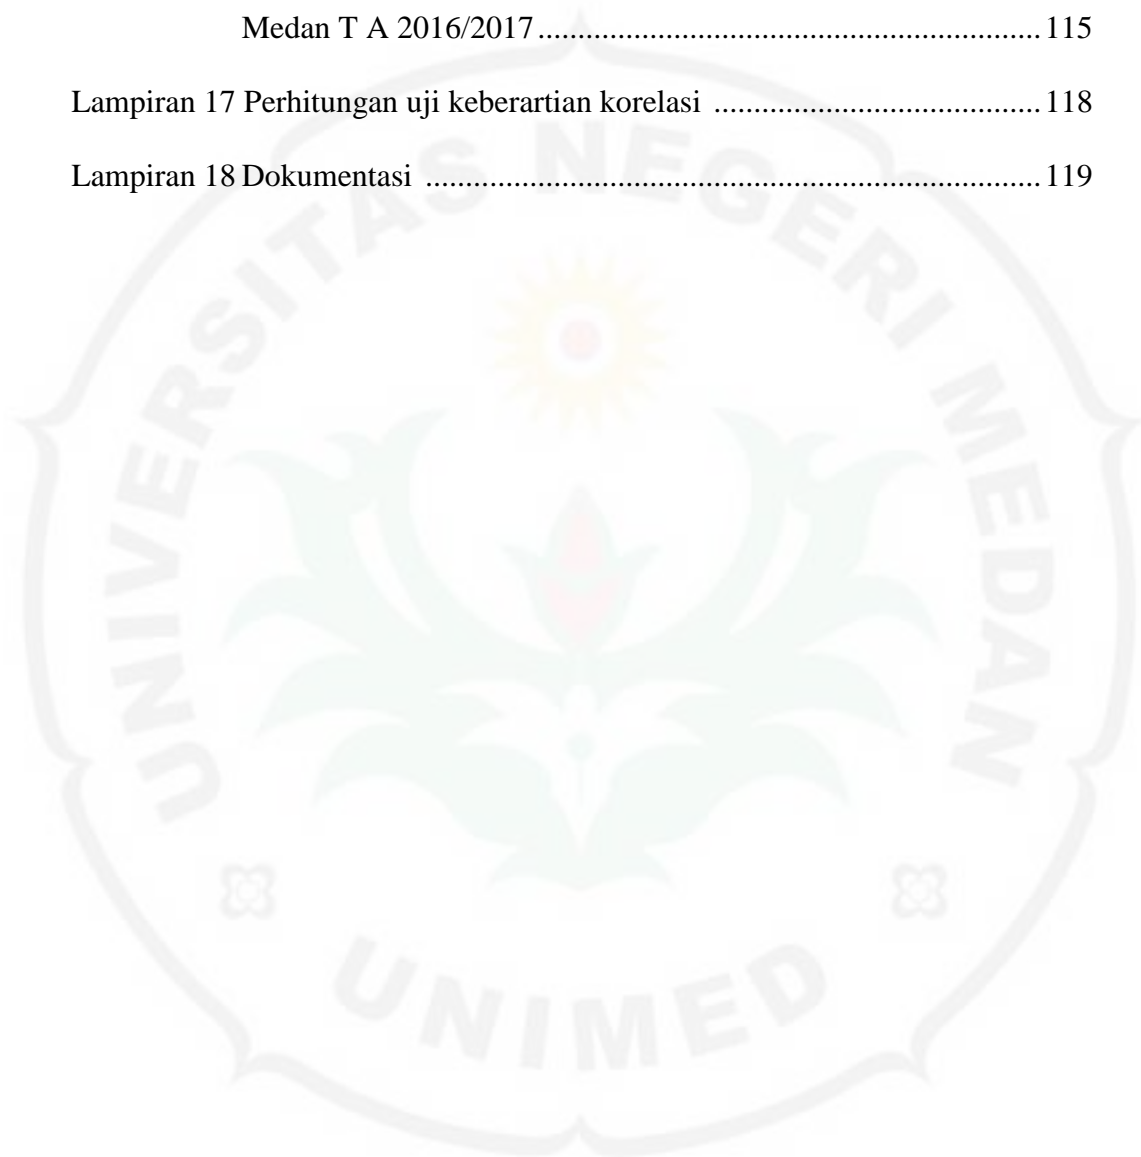 Medan T A 2016/2017 ................................................................ 115
Lampiran 17 Perhitungan uji keberartian korelasi ......................................... 118
Lampiran 18 Dokumentasi .............................................................................. 119
UNIVERSITAS NEGERI MEDAN
UNIMED